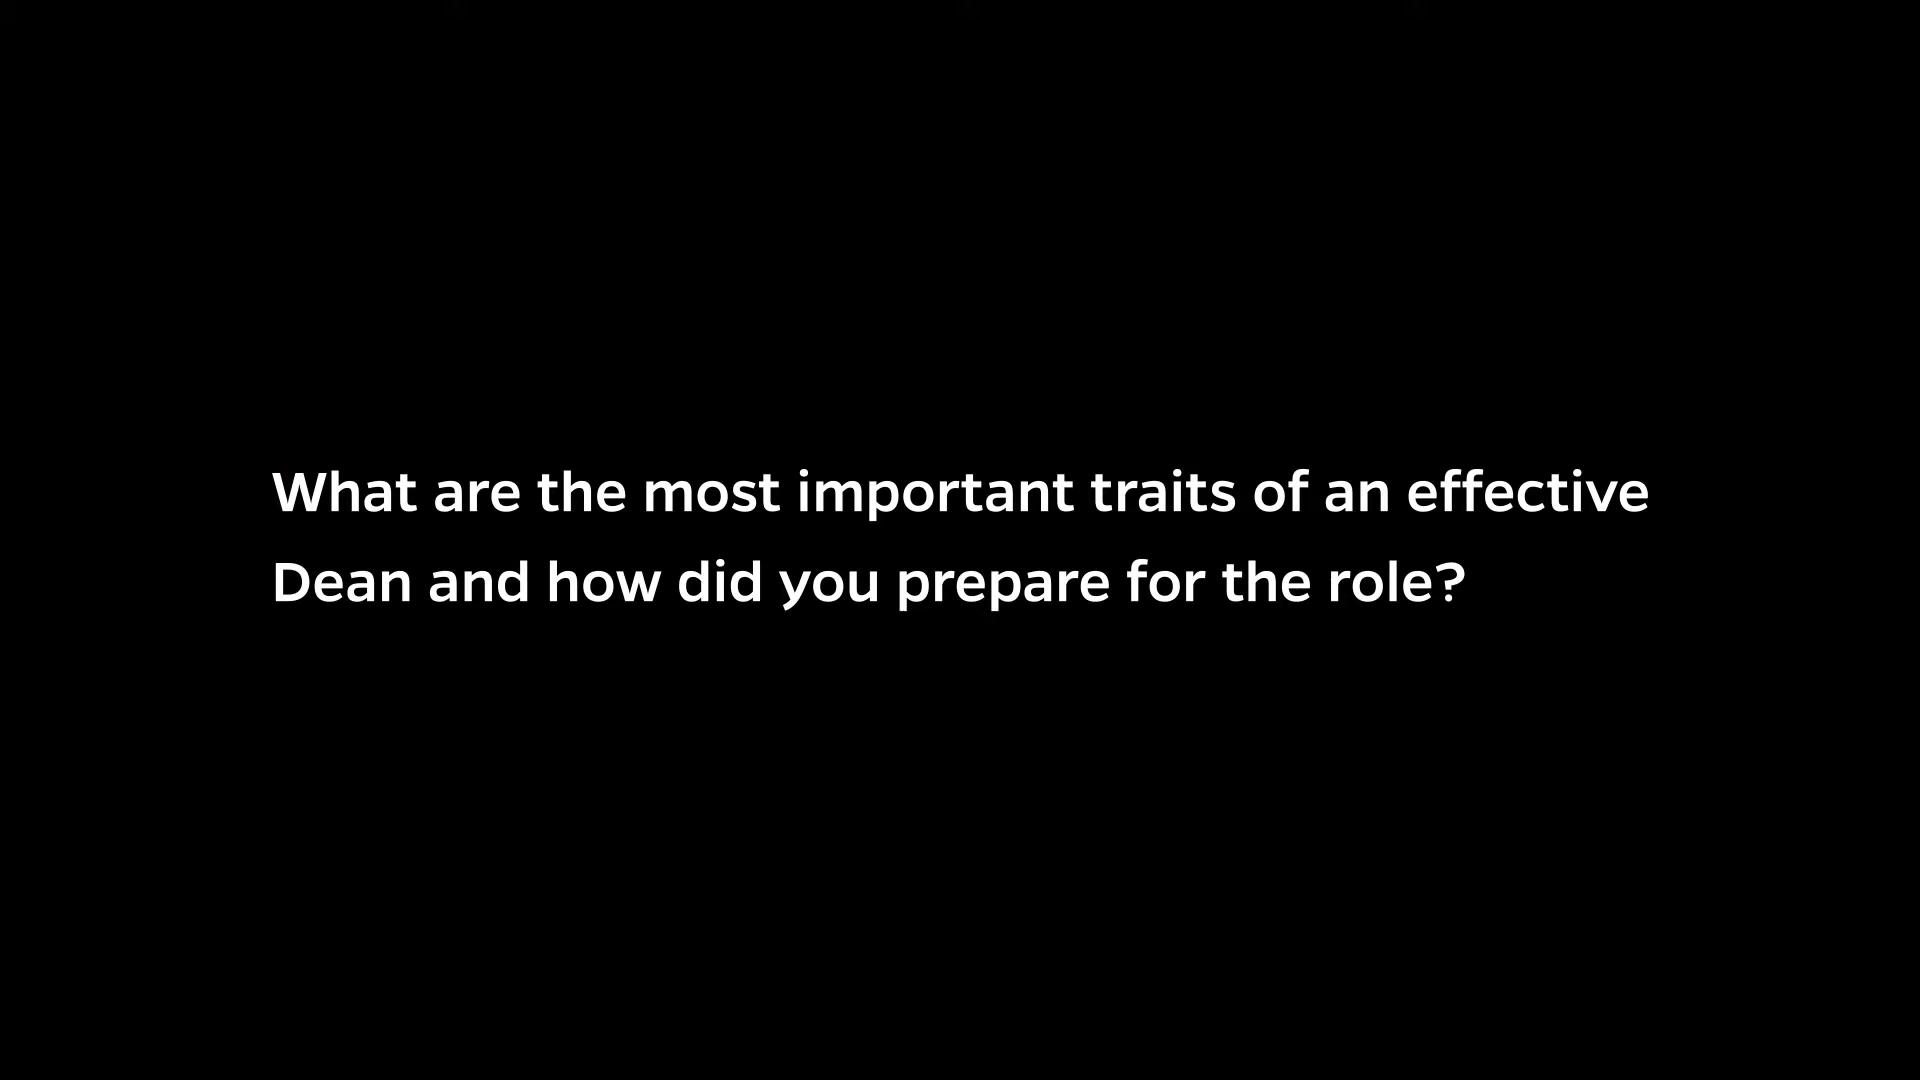 What are the most important traits of an effective
Dean and how did you prepare for the role?